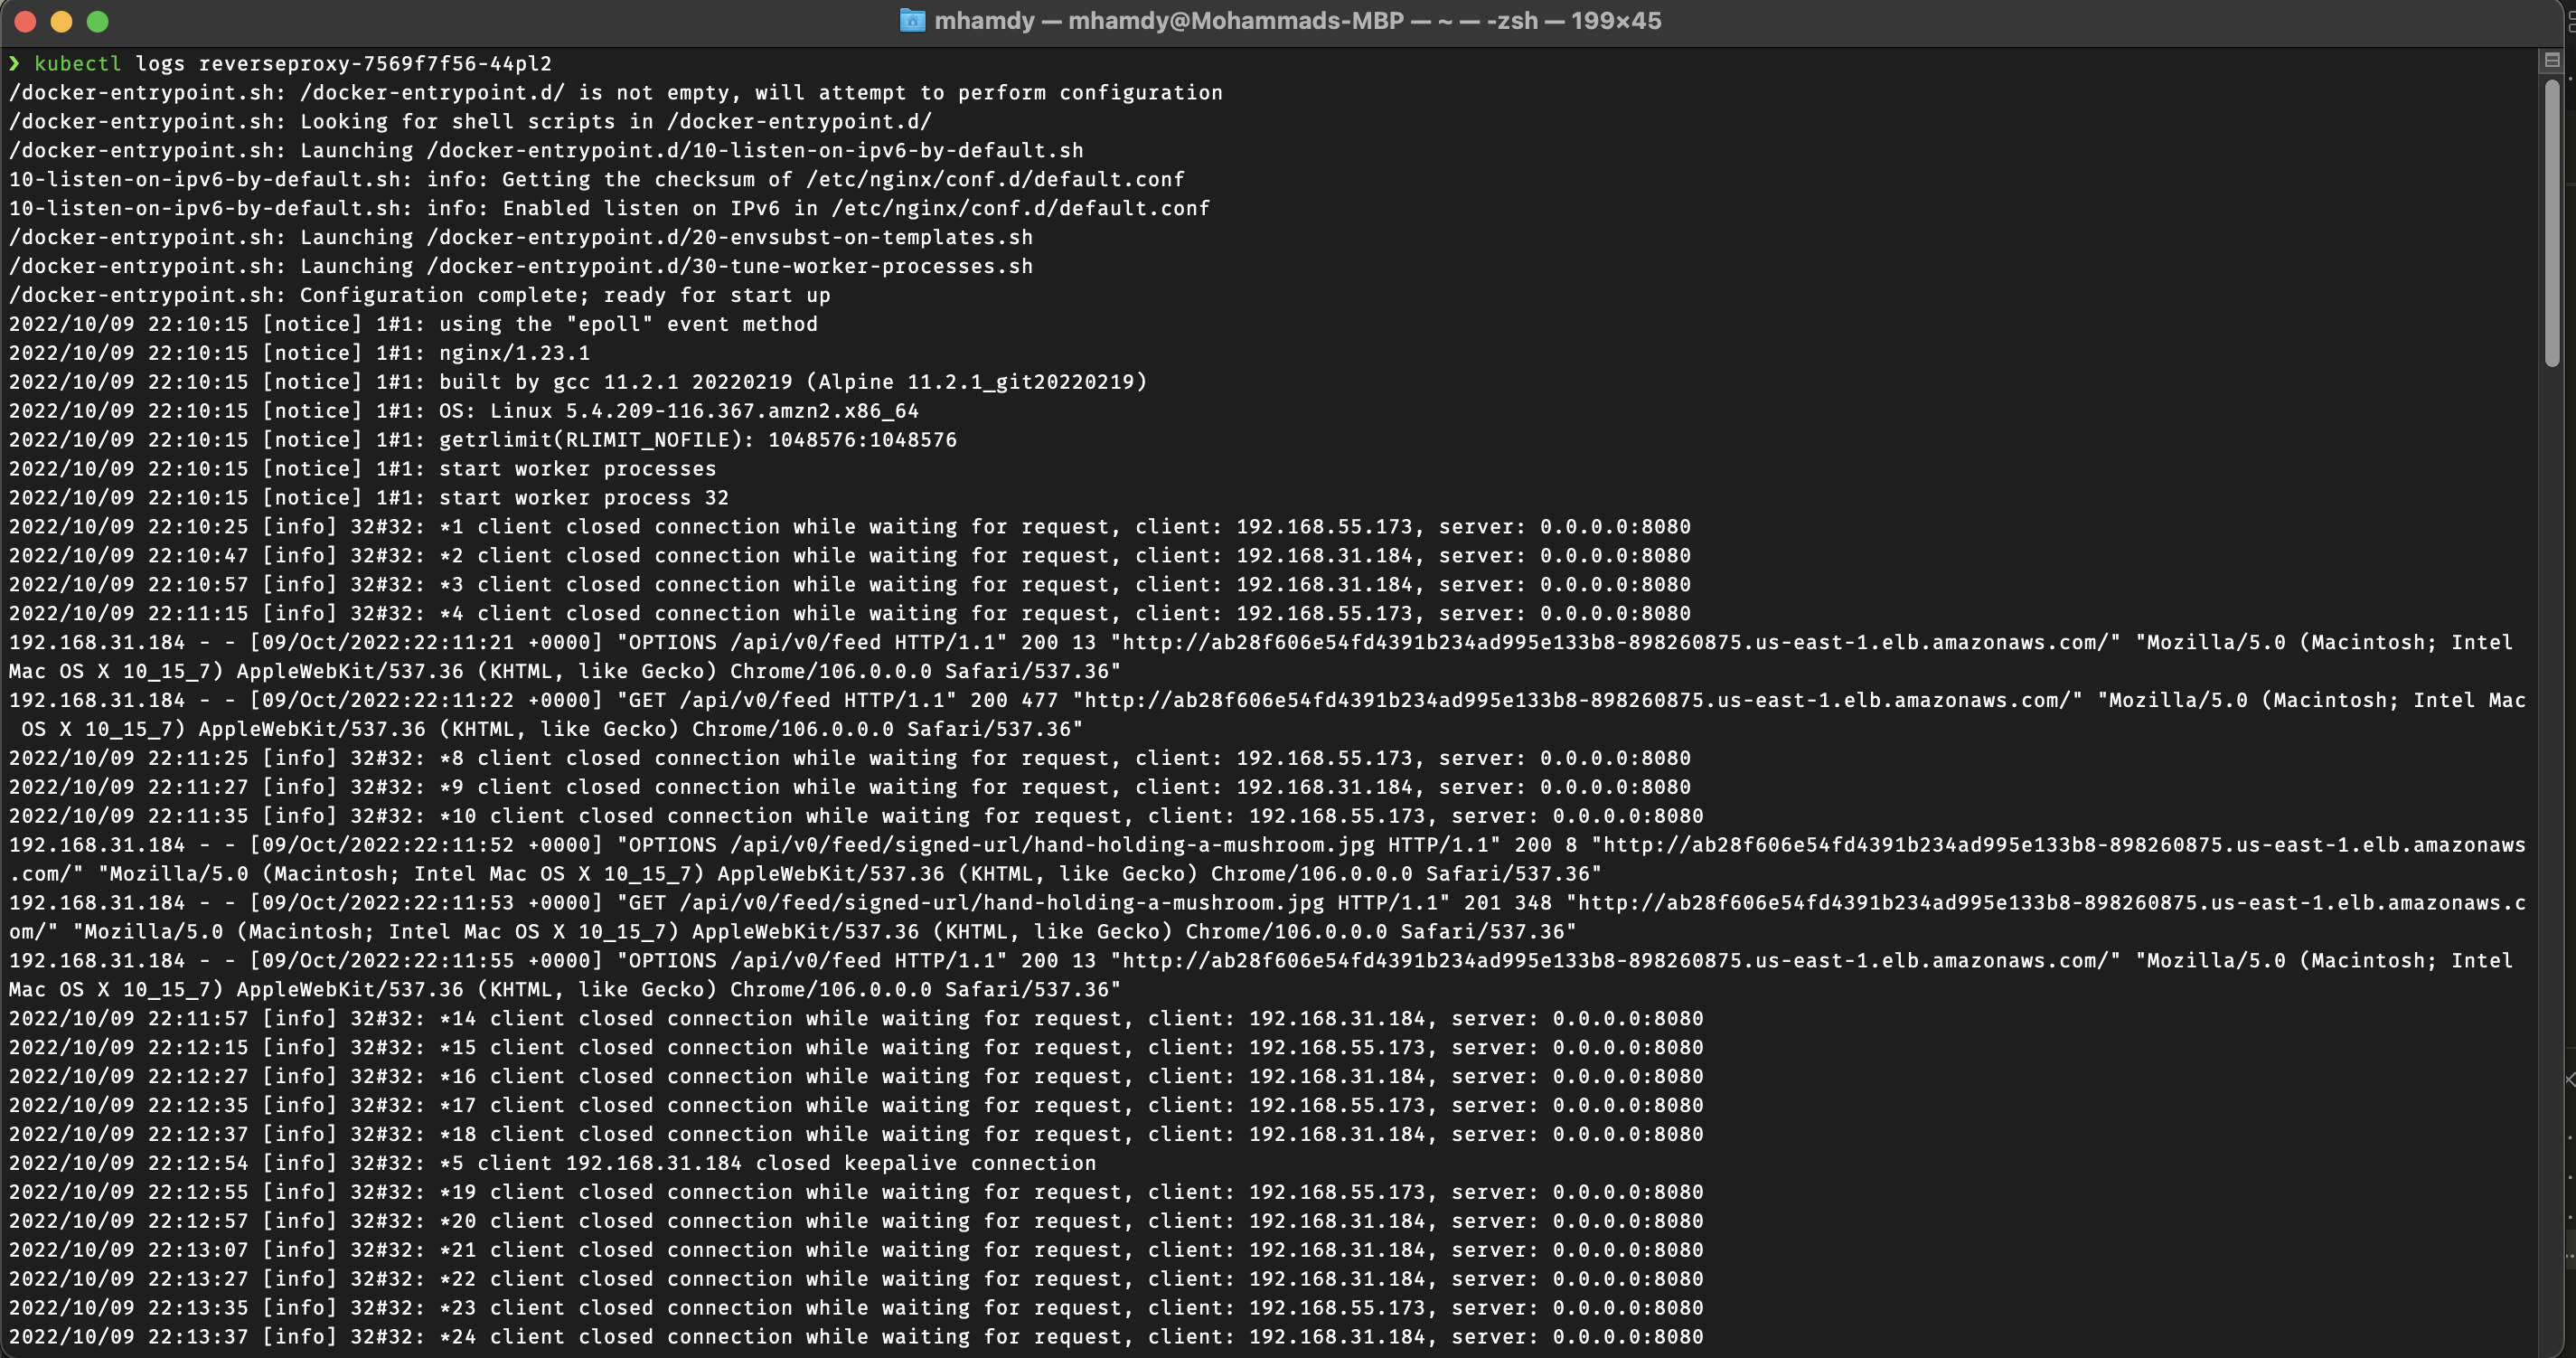 mhamdy — mhamdy@Mohammads-MBP — ~ — -zsh — 199×45
❯ kubectl logs reverseproxy-7569f7f56-44pl2
/docker-entrypoint.sh: /docker-entrypoint.d/ is not empty, will attempt to perform configuration
/docker-entrypoint.sh: Looking for shell scripts in /docker-entrypoint.d/
/docker-entrypoint.sh: Launching /docker-entrypoint.d/10-listen-on-ipv6-by-default.sh
10-listen-on-ipv6-by-default.sh: info: Getting the checksum of /etc/nginx/conf.d/default.conf
10-listen-on-ipv6-by-default.sh: info: Enabled listen on IPv6 in /etc/nginx/conf.d/default.conf
/docker-entrypoint.sh: Launching /docker-entrypoint.d/20-envsubst-on-templates.sh
/docker-entrypoint.sh: Launching /docker-entrypoint.d/30-tune-worker-processes.sh
/docker-entrypoint.sh: Configuration complete; ready for start up
2022/10/09 22:10:15 [notice] 1#1: using the "epoll" event method
2022/10/09 22:10:15 [notice] 1#1: nginx/1.23.1
2022/10/09 22:10:15 [notice] 1#1: built by gcc 11.2.1 20220219 (Alpine 11.2.1_git20220219)
2022/10/09 22:10:15 [notice] 1#1: OS: Linux 5.4.209-116.367.amzn2.x86_64
2022/10/09 22:10:15 [notice] 1#1: getrlimit(RLIMIT_NOFILE): 1048576:1048576
2022/10/09 22:10:15 [notice] 1#1: start worker processes
2022/10/09 22:10:15 [notice] 1#1: start worker process 32
2022/10/09 22:10:25 [info] 32#32: *1 client closed connection while waiting for request, client: 192.168.55.173, server: 0.0.0.0:8080
2022/10/09 22:10:47 [info] 32#32: *2 client closed connection while waiting for request, client: 192.168.31.184, server: 0.0.0.0:8080
2022/10/09 22:10:57 [info] 32#32: *3 client closed connection while waiting for request, client: 192.168.31.184, server: 0.0.0.0:8080
2022/10/09 22:11:15 [info] 32#32: *4 client closed connection while waiting for request, client: 192.168.55.173, server: 0.0.0.0:8080
192.168.31.184 - - [09/Oct/2022:22:11:21 +0000] "OPTIONS /api/v0/feed HTTP/1.1" 200 13 "http://ab28f606e54fd4391b234ad995e133b8-898260875.us-east-1.elb.amazonaws.com/" "Mozilla/5.0 (Macintosh; Intel
Mac OS X 10_15_7) AppleWebKit/537.36 (KHTML, like Gecko) Chrome/106.0.0.0 Safari/537.36"
192.168.31.184 - - [09/Oct/2022:22:11:22 +0000] "GET /api/v0/feed HTTP/1.1" 200 477 "http://ab28f606e54fd4391b234ad995e133b8-898260875.us-east-1.elb.amazonaws.com/" "Mozilla/5.0 (Macintosh; Intel Mac
OS X 10_15_7) AppleWebKit/537.36 (KHTML, like Gecko) Chrome/106.0.0.0 Safari/537.36"
2022/10/09 22:11:25 [info] 32#32: *8 client closed connection while waiting for request, client: 192.168.55.173, server: 0.0.0.0:8080
2022/10/09 22:11:27 [info] 32#32: *9 client closed connection while waiting for request, client: 192.168.31.184, server: 0.0.0.0:8080
2022/10/09 22:11:35 [info] 32#32: *10 client closed connection while waiting for request, client: 192.168.55.173, server: 0.0.0.0:8080
192.168.31.184 - - [09/Oct/2022:22:11:52 +0000] "OPTIONS /api/v0/feed/signed-url/hand-holding-a-mushroom.jpg HTTP/1.1" 200 8 "http://ab28f606e54fd4391b234ad995e133b8-898260875.us-east-1.elb.amazonaws
.com/" "Mozilla/5.0 (Macintosh; Intel Mac OS X 10_15_7) AppleWebKit/537.36 (KHTML, like Gecko) Chrome/106.0.0.0 Safari/537.36"
192.168.31.184 - - [09/Oct/2022:22:11:53 +0000] "GET /api/v0/feed/signed-url/hand-holding-a-mushroom.jpg HTTP/1.1" 201 348 "http://ab28f606e54fd4391b234ad995e133b8-898260875.us-east-1.elb.amazonaws.c
om/" "Mozilla/5.0 (Macintosh; Intel Mac OS X 10_15_7) AppleWebKit/537.36 (KHTML, like Gecko) Chrome/106.0.0.0 Safari/537.36"
192.168.31.184 - - [09/Oct/2022:22:11:55 +0000] "OPTIONS /api/v0/feed HTTP/1.1" 200 13 "http://ab28f606e54fd4391b234ad995e133b8-898260875.us-east-1.elb.amazonaws.com/" "Mozilla/5.0 (Macintosh; Intel
Mac OS X 10_15_7) AppleWebKit/537.36 (KHTML, like Gecko) Chrome/106.0.0.0 Safari/537.36"
2022/10/09 22:11:57 [info] 32#32: *14 client closed connection while waiting for request, client: 192.168.31.184, server: 0.0.0.0:8080
2022/10/09 22:12:15 [info] 32#32: *15 client closed connection while waiting for request, client: 192.168.55.173, server: 0.0.0.0:8080
2022/10/09 22:12:27 [info] 32#32: *16 client closed connection while waiting for request, client: 192.168.31.184, server: 0.0.0.0:8080
2022/10/09 22:12:35 [info] 32#32: *17 client closed connection while waiting for request, client: 192.168.55.173, server: 0.0.0.0:8080
2022/10/09 22:12:37 [info] 32#32: *18 client closed connection while waiting for request, client: 192.168.31.184, server: 0.0.0.0:8080
2022/10/09 22:12:54 [info] 32#32: *5 client 192.168.31.184 closed keepalive connection
2022/10/09 22:12:55 [info] 32#32: *19 client closed connection while waiting for request, client: 192.168.55.173, server: 0.0.0.0:8080
2022/10/09 22:12:57 [info] 32#32: *20 client closed connection while waiting for request, client: 192.168.31.184, server: 0.0.0.0:8080
2022/10/09 22:13:07 [info] 32#32: *21 client closed connection while waiting for request, client: 192.168.31.184, server: 0.0.0.0:8080
2022/10/09 22:13:27 [info] 32#32: *22 client closed connection while waiting for request, client: 192.168.31.184, server: 0.0.0.0:8080
2022/10/09 22:13:35 [info] 32#32: *23 client closed connection while waiting for request, client: 192.168.55.173, server: 0.0.0.0:8080
2022/10/09 22:13:37 [info] 32#32: *24 client closed connection while waiting for request, client: 192.168.31.184, server: 0.0.0.0:8080